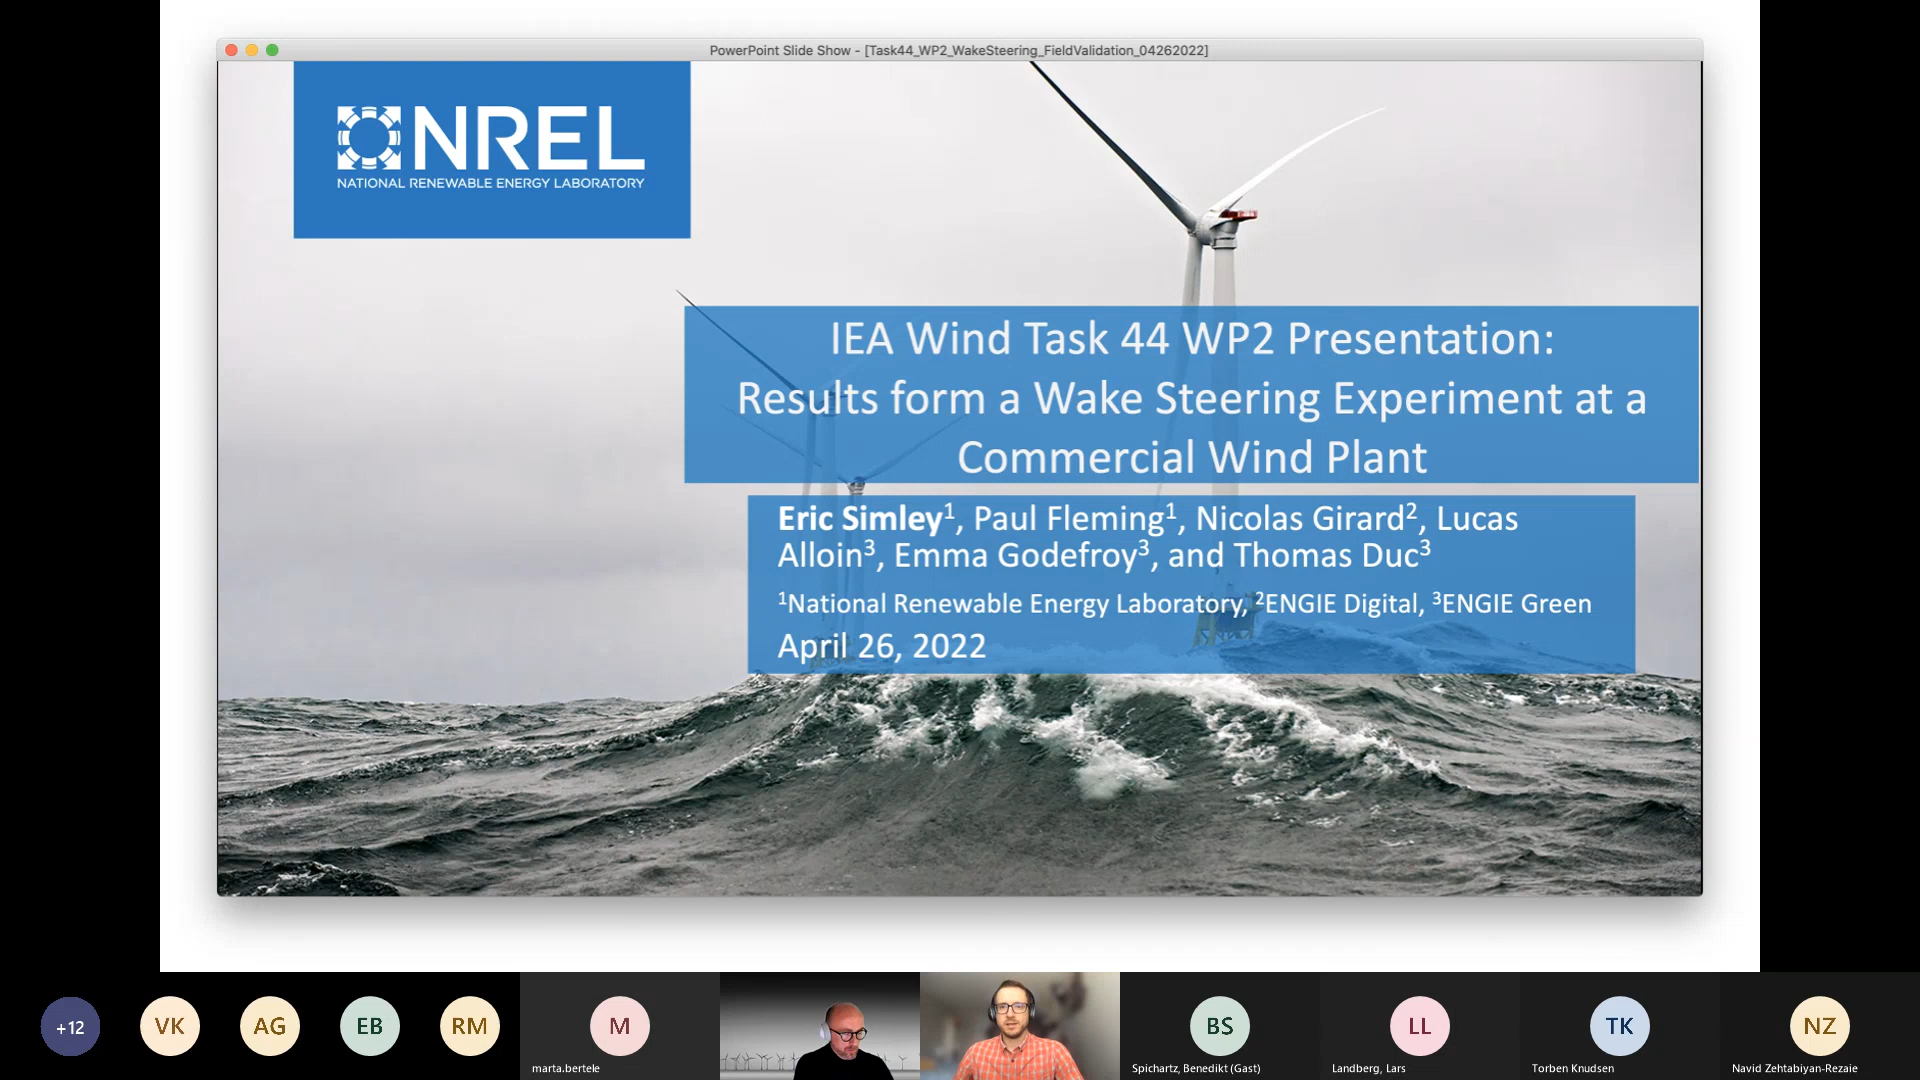 PowerPoint Slide Show - [Task44_WP2_WakeSteering_FieldValidation_04262022]
NREL
NATIONAL RENEWABLE ENERGY LABORATORY
IEA Wind Task 44 WP2 Presentation:
Results form a Wake Steering Experiment at a
Commercial Wind Plant
Eric Simley¹, Paul Fleming¹, Nicolas Girard², Lucas
Alloin³, Emma Godefroy³, and Thomas Duc³
¹National Renewable Energy Laboratory, ²ENGIE Digital, ³ENGIE Green
April 26, 2022
+12
VK
AG
EB
RM
M
marta.bertele
BS
Spichartz, Benedikt (Gast)
LL
Landberg, Lars
TK
Torben Knudsen
NZ
Navid Zehtabiyan-Rezaie